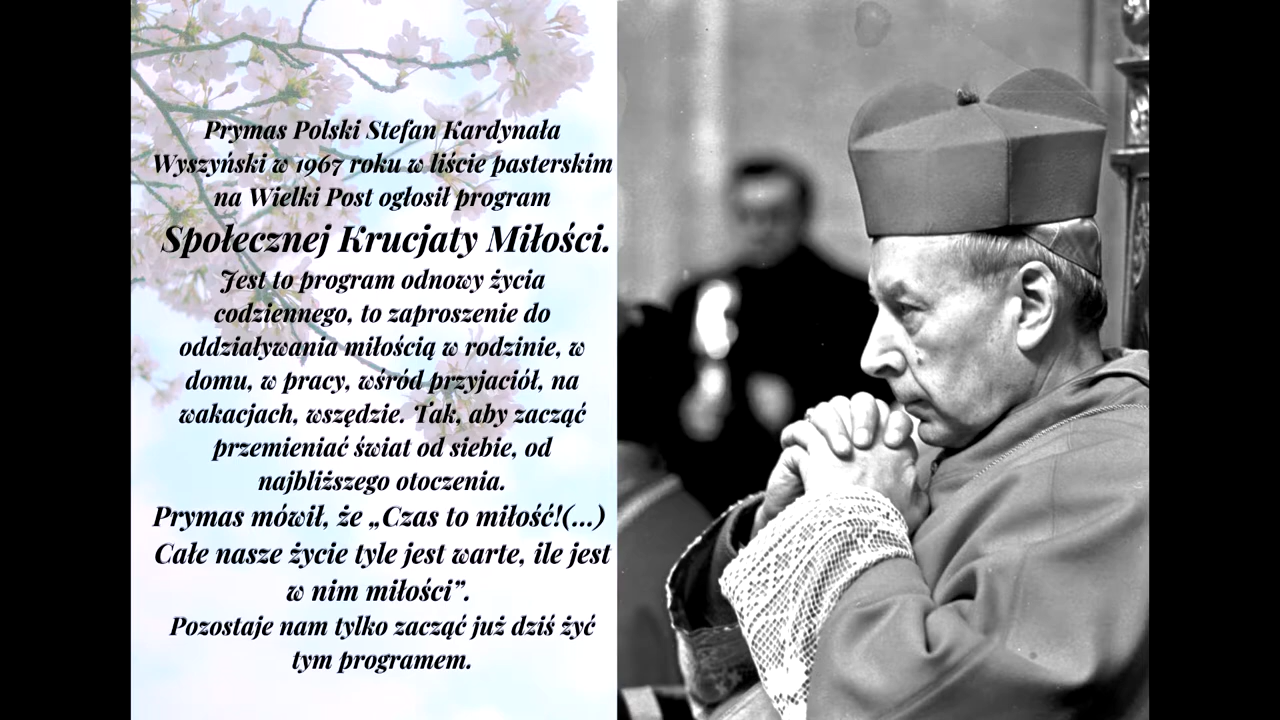 Prymas Polski Stefan Kardynała
Wyszyński w 1967 roku w liście pasterskim
na Wielki Post ogłosił program
Społecznej Krucjaty Miłości.
Jest to program odnowy życia
codziennego, to zaproszenie do
oddziaływania miłością w rodzinie, w
domu, w pracy, wśród przyjaciół, na
wakacjach, wszędzie. Tak, aby zacząć
przemieniać świat od siebie, od
najbliższego otoczenia.
Prymas mówił, że „Czas to miłość!(...)
Całe nasze życie tyle jest warte, ile jest
w nim miłości”.
Pozostaje nam tylko zacząć już dziś żyć
tym programem.